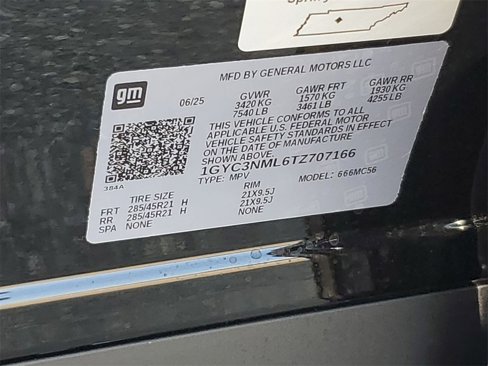 Spring
MFD BY GENERAL MOTORS LLC
gm
06/25
GVWR GAWR FRT GAWR RR
3420 KG 1570 KG 1930 KG
7540 LB 3461 LB 4255 LB
THIS VEHICLE CONFORMS TO ALL
APPLICABLE U.S. FEDERAL MOTOR
VEHICLE SAFETY STANDARDS IN EFFECT
ON THE DATE OF MANUFACTURE
SHOWN ABOVE.
1GYC3NML6TZ707166
TYPE: MPV MODEL: 666MC56
384A
TIRE SIZE RIM
FRT 285/45R21 H 21X9.5J
RR 285/45R21 H 21X9.5J
SPA NONE NONE